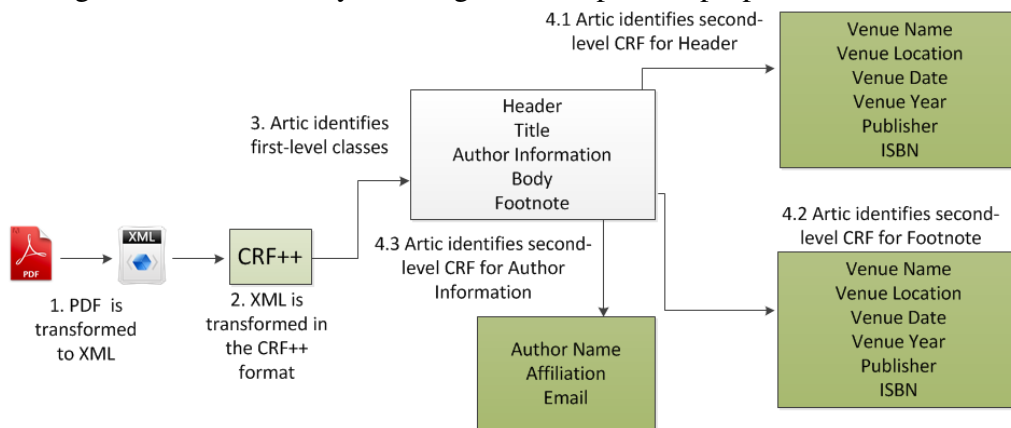 4.1 Artic identifies second-
level CRF for Header
Venue Name
Venue Location
Venue Date
Venue Year
Publisher
ISBN
3. Artic identifies
first-level classes
Header
Title
Author Information
Body
Footnote
4.2 Artic identifies second-
level CRF for Footnote
Venue Name
Venue Location
Venue Date
Venue Year
Publisher
ISBN
4.3 Artic identifies second-
level CRF for Author
Information
Author Name
Affiliation
Email
PDF
XML
CRF++
1. PDF is
transformed
to XML
2. XML is
transformed in
the CRF++
format